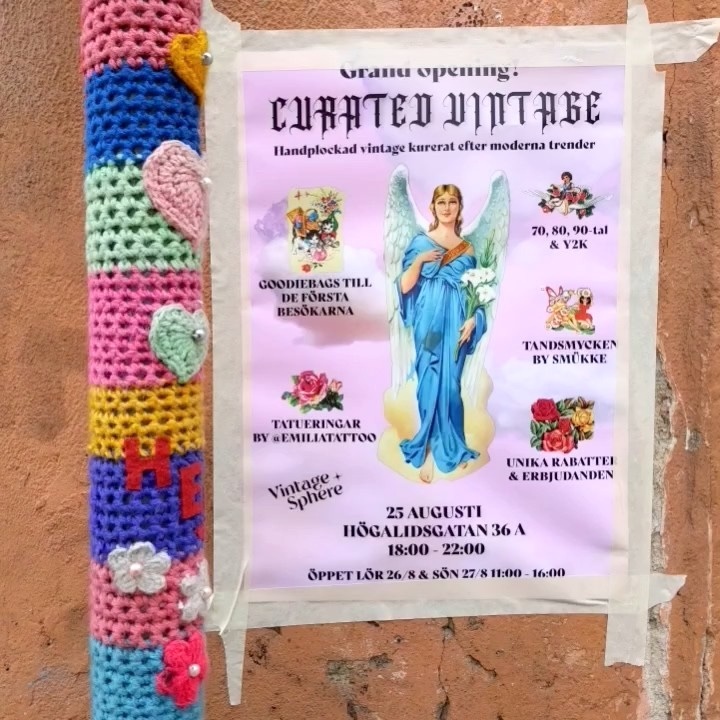 Grand opening!
CURATED VINTAGE
Handplockad vintage kurerat efter moderna trender
70, 80, 90-tal
& Y2K
GOODIEBAGS TILL
DE FÖRSTA
BESÖKARNA
TANDSMYCKEN
BY SMÜKKE
TATUERINGAR
BY @EMILIATATTOO
UNIKA RABATTER
& ERBJUDANDEN
Vintage
Sphère
25 AUGUSTI
HÖGALIDSGATAN 36 A
18:00 - 22:00
ÖPPET LÖR 26/8 & SÖN 27/8 11:00 - 16:00
HE